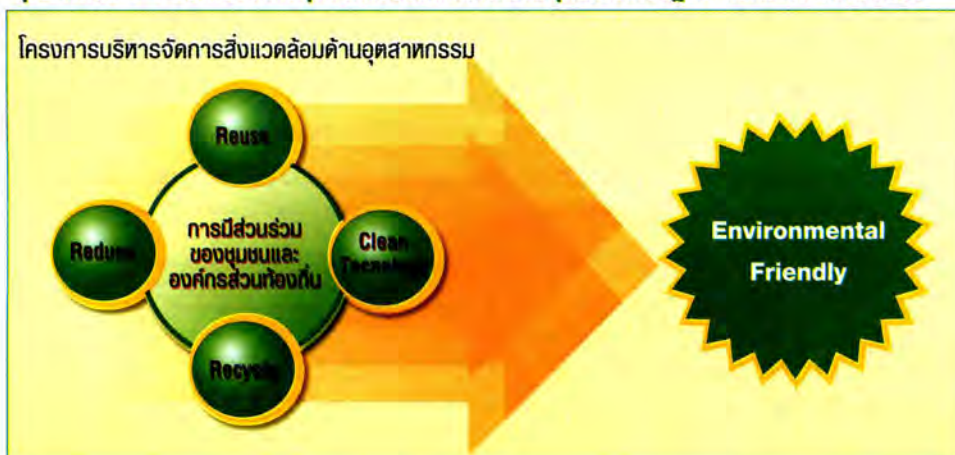 โครงการบริหารจัดการสิ่งแวดล้อมด้านอุตสาหกรรม
Reuse
Reduce
การมีส่วนร่วม
ของชุมชนและ
องค์กรส่วนท้องถิ่น
Clean
Tecnology
Recycle
Environmental
Friendly